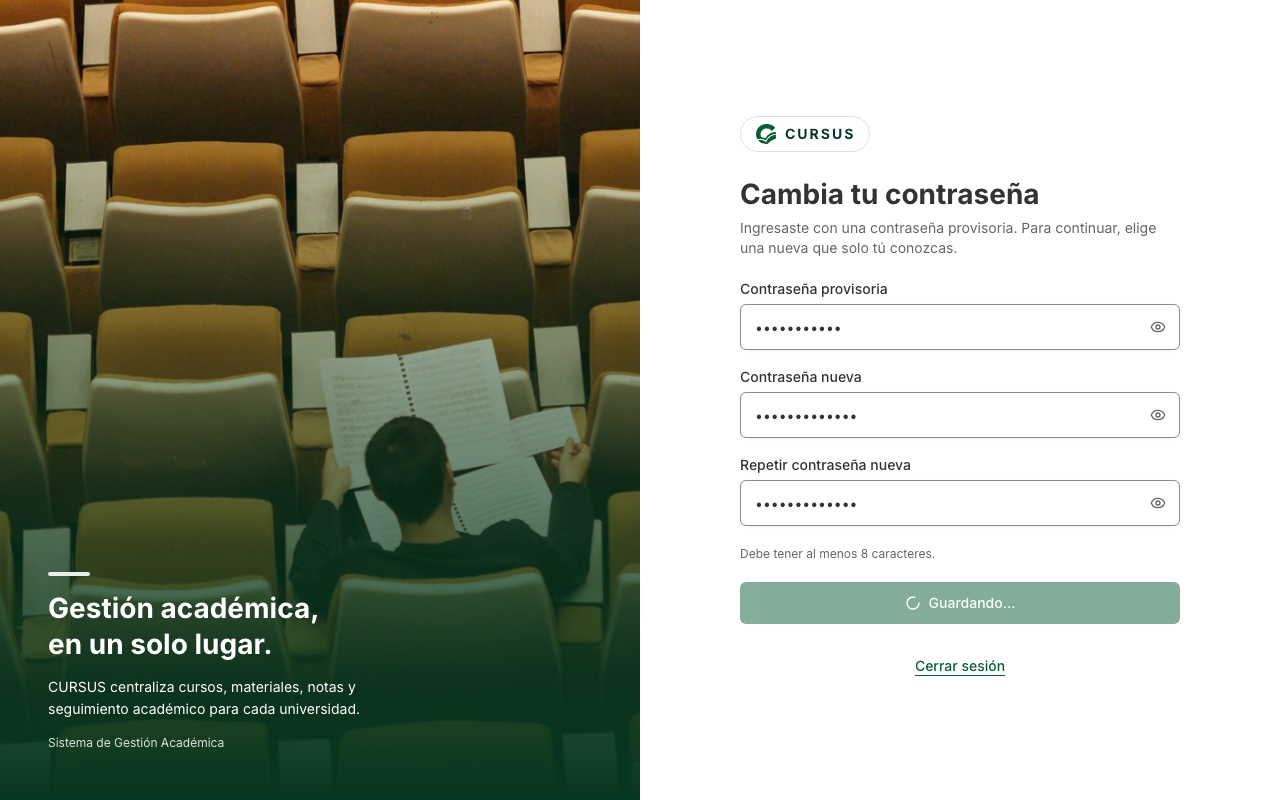 CURSUS
Cambia tu contraseña
Ingresaste con una contraseña provisoria. Para continuar, elige
una nueva que solo tú conozcas.
Contraseña provisoria
•••••••••••
Contraseña nueva
•••••••••••••
Repetir contraseña nueva
•••••••••••••
Debe tener al menos 8 caracteres.
Guardando...
Cerrar sesión
Gestión académica,
en un solo lugar.
CURSUS centraliza cursos, materiales, notas y
seguimiento académico para cada universidad.
Sistema de Gestión Académica